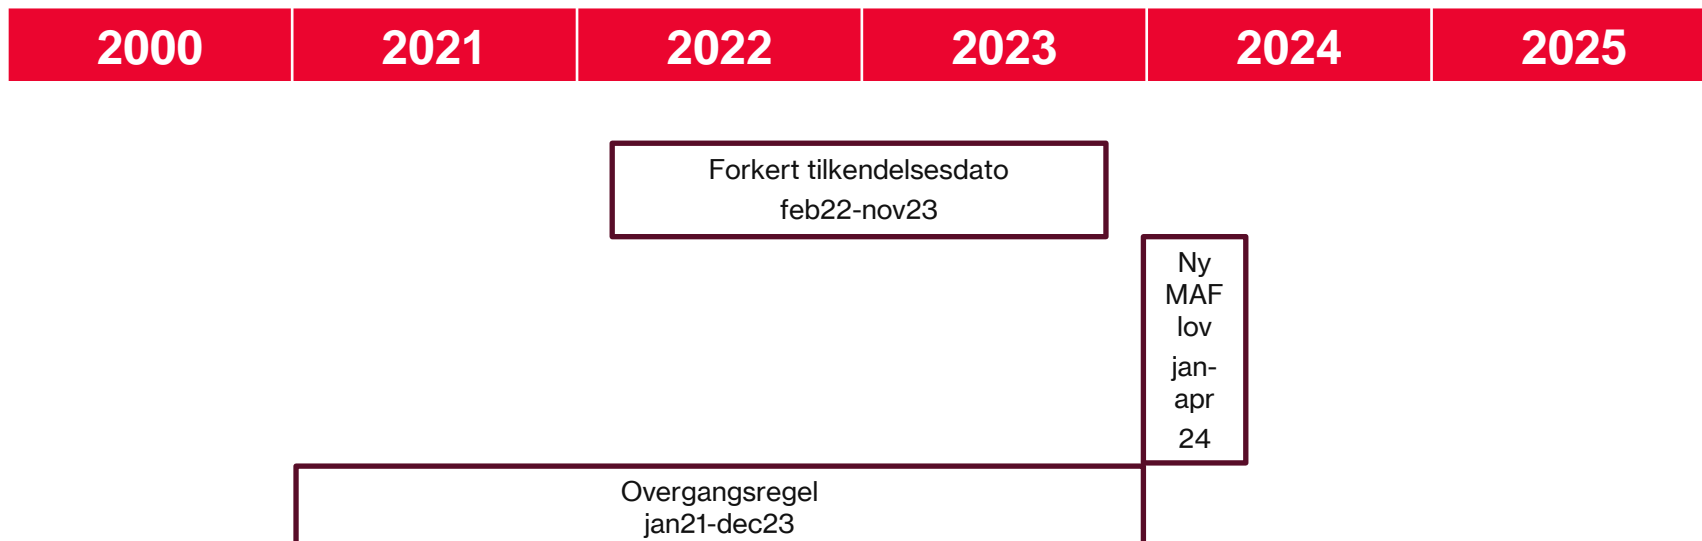 2000 2021 2022 2023 2024 2025
Forkert tilkendelsesdato
feb22-nov23
Ny
MAF
lov
jan-
apr
24
Overgangsregel
jan21-dec23